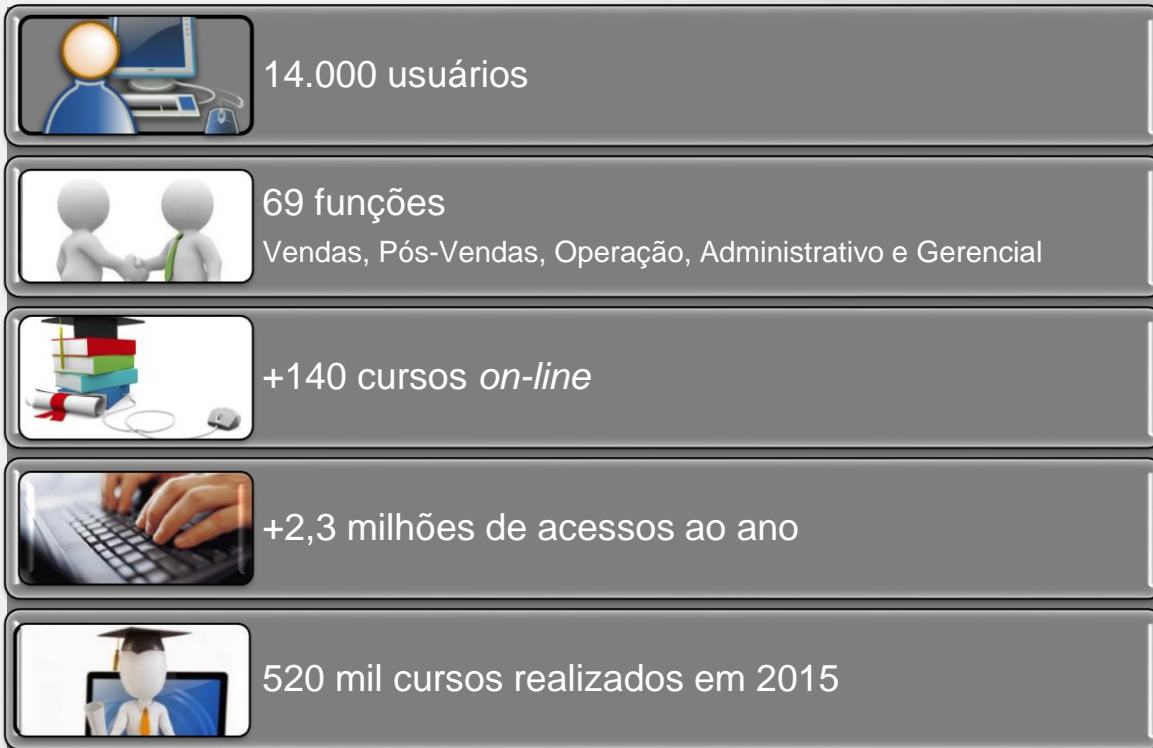 14.000 usuários
69 funções
Vendas, Pós-Vendas, Operação, Administrativo e Gerencial
+140 cursos on-line
+2,3 milhões de acessos ao ano
520 mil cursos realizados em 2015